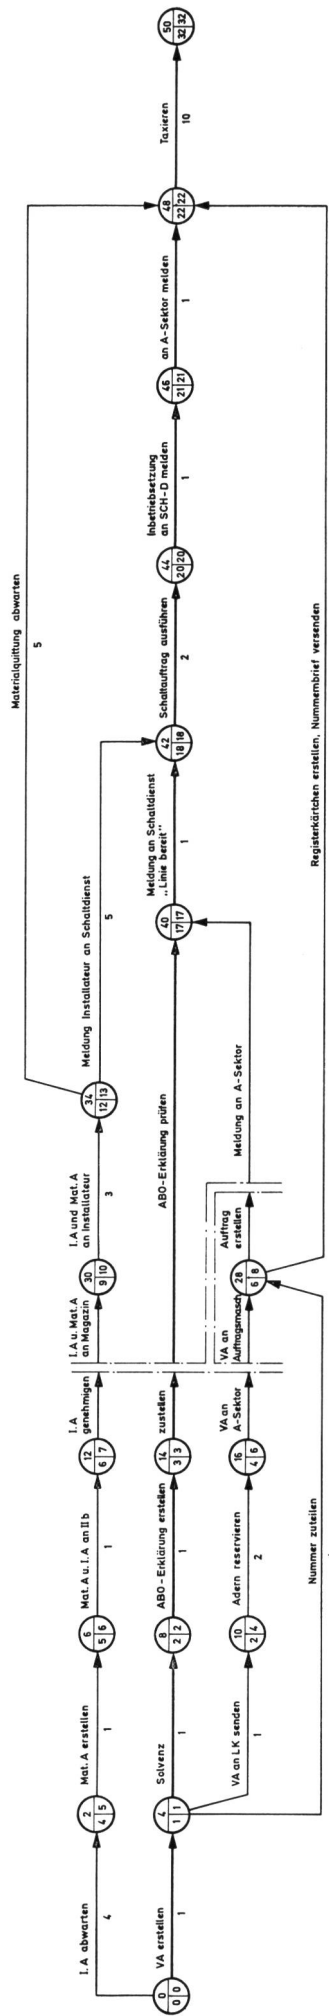 I.A abwarten
4
2
4 5
Mat. A erstellen
1
6
5 6
Mat. A u. I.A an II b
1
12
6 7
I.A
genehmigen
I.A u. Mat.A
an Magazin
30
9 10
I.A und Mat.A
an Installateur
3
34
12 13
Meldung Installateur an Schaltdienst
5
Materialquittung abwarten
5
0
0 0
VA erstellen
1
4
1 1
Solvenz
1
8
2 2
ABO-Erklärung erstellen
1
14
3 3
zustellen
ABO-Erklärung prüfen
40
17 17
Meldung an Schaltdienst
„Linie bereit"
1
42
18 18
Schaltauftrag ausführen
2
44
20 20
Inbetriebsetzung
an SCH-D melden
1
46
21 21
an A-Sektor melden
1
48
22 22
Taxieren
10
50
32 32
VA an LK senden
1
10
2 4
Adern reservieren
2
16
4 6
VA an
A-Sektor
VA an
Auftragsmasch
28
6 8
Auftrag
erstellen
Meldung an A-Sektor
Nummer zuteilen
Registerkärtchen erstellen, Nummernbrief versenden